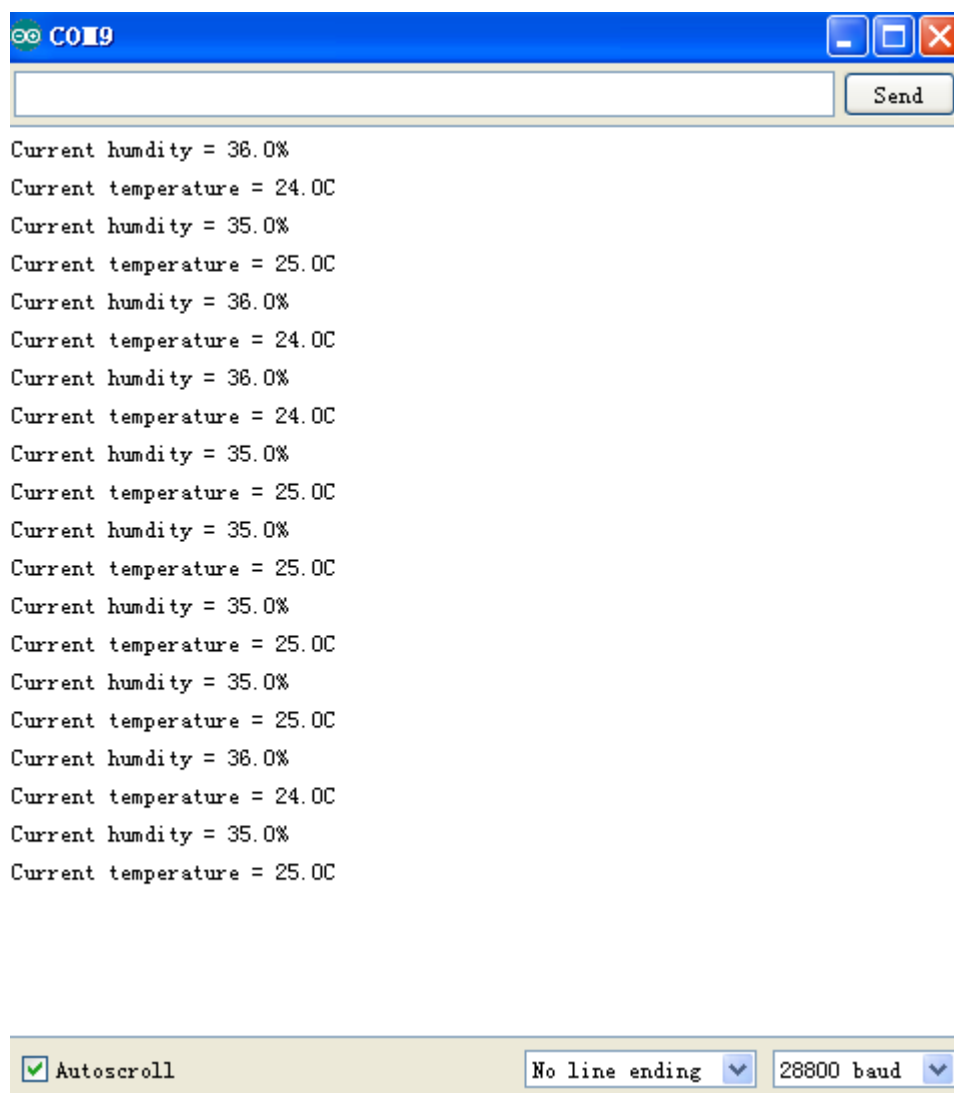 COM9
Send
Current humdity = 36.0%
Current temperature = 24.0C
Current humdity = 35.0%
Current temperature = 25.0C
Current humdity = 36.0%
Current temperature = 24.0C
Current humdity = 36.0%
Current temperature = 24.0C
Current humdity = 35.0%
Current temperature = 25.0C
Current humdity = 35.0%
Current temperature = 25.0C
Current humdity = 35.0%
Current temperature = 25.0C
Current humdity = 35.0%
Current temperature = 25.0C
Current humdity = 36.0%
Current temperature = 24.0C
Current humdity = 35.0%
Current temperature = 25.0C
Autoscroll No line ending 28800 baud